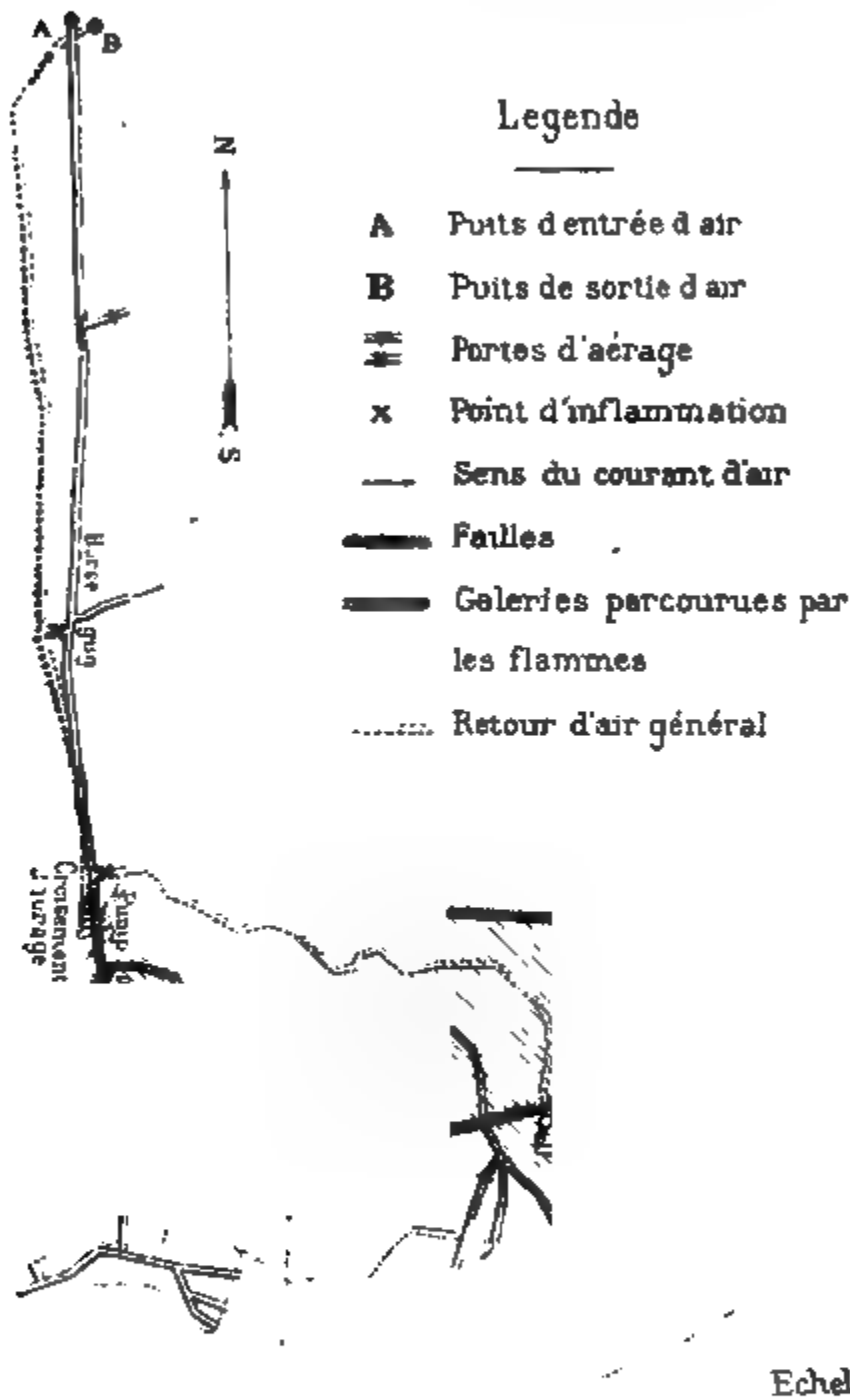 A
B
N
S
Legende
A Puits d'entrée d'air
B Puits de sortie d'air
Portes d'aérage
x Point d'inflammation
Sens du courant d'air
Failles
Galeries parcourues par
les flammes
Retour d'air général
Croisement
Echel